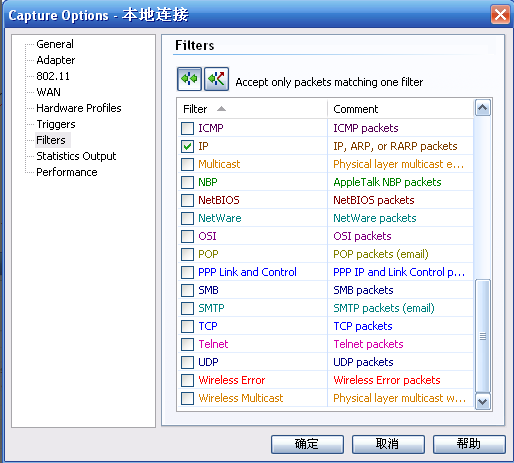 Capture Options - 本地连接
General
Adapter
802.11
WAN
Hardware Profiles
Triggers
Filters
Statistics Output
Performance
Filters
Accept only packets matching one filter
Filter Comment
ICMP ICMP packets
IP IP, ARP, or RARP packets
Multicast Physical layer multicast e...
NBP AppleTalk NBP packets
NetBIOS NetBIOS packets
NetWare NetWare packets
OSI OSI packets
POP POP packets (email)
PPP Link and Control PPP IP and Link Control p...
SMB SMB packets
SMTP SMTP packets (email)
TCP TCP packets
Telnet Telnet packets
UDP UDP packets
Wireless Error Wireless Error packets
Wireless Multicast Physical layer multicast w...
确定 取消 帮助